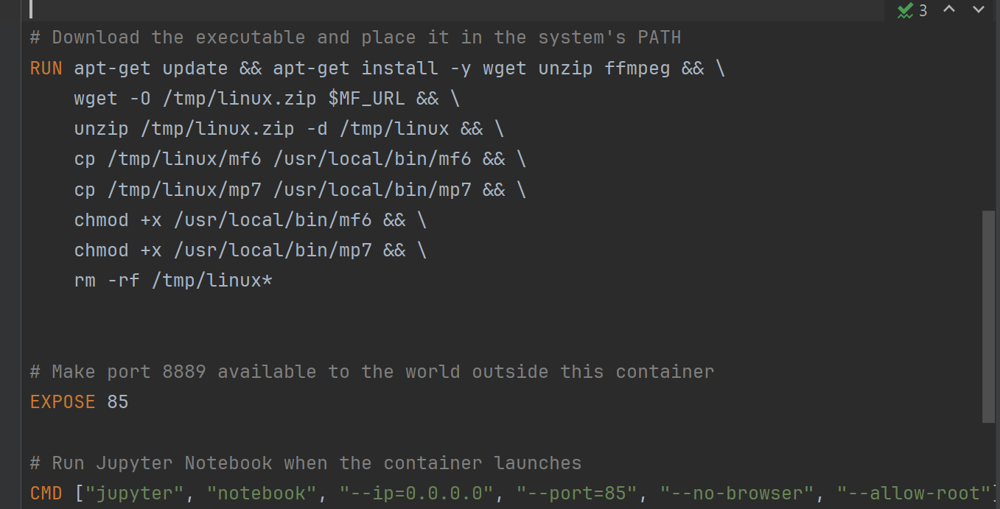 3
# Download the executable and place it in the system's PATH
RUN apt-get update && apt-get install -y wget unzip ffmpeg && \
    wget -O /tmp/linux.zip $MF_URL && \
    unzip /tmp/linux.zip -d /tmp/linux && \
    cp /tmp/linux/mf6 /usr/local/bin/mf6 && \
    cp /tmp/linux/mp7 /usr/local/bin/mp7 && \
    chmod +x /usr/local/bin/mf6 && \
    chmod +x /usr/local/bin/mp7 && \
    rm -rf /tmp/linux*
# Make port 8889 available to the world outside this container
EXPOSE 85
# Run Jupyter Notebook when the container launches
CMD ["jupyter", "notebook", "--ip=0.0.0.0", "--port=85", "--no-browser", "--allow-root"]